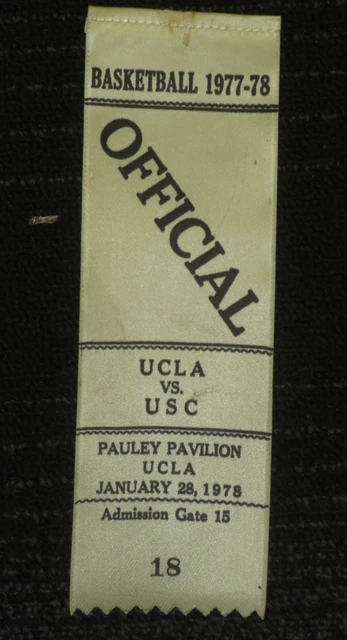 BASKETBALL 1977-78
OFFICIAL
UCLA
VS.
USC
PAULEY PAVILION
UCLA
JANUARY 28, 1978
Admission Gate 15
18